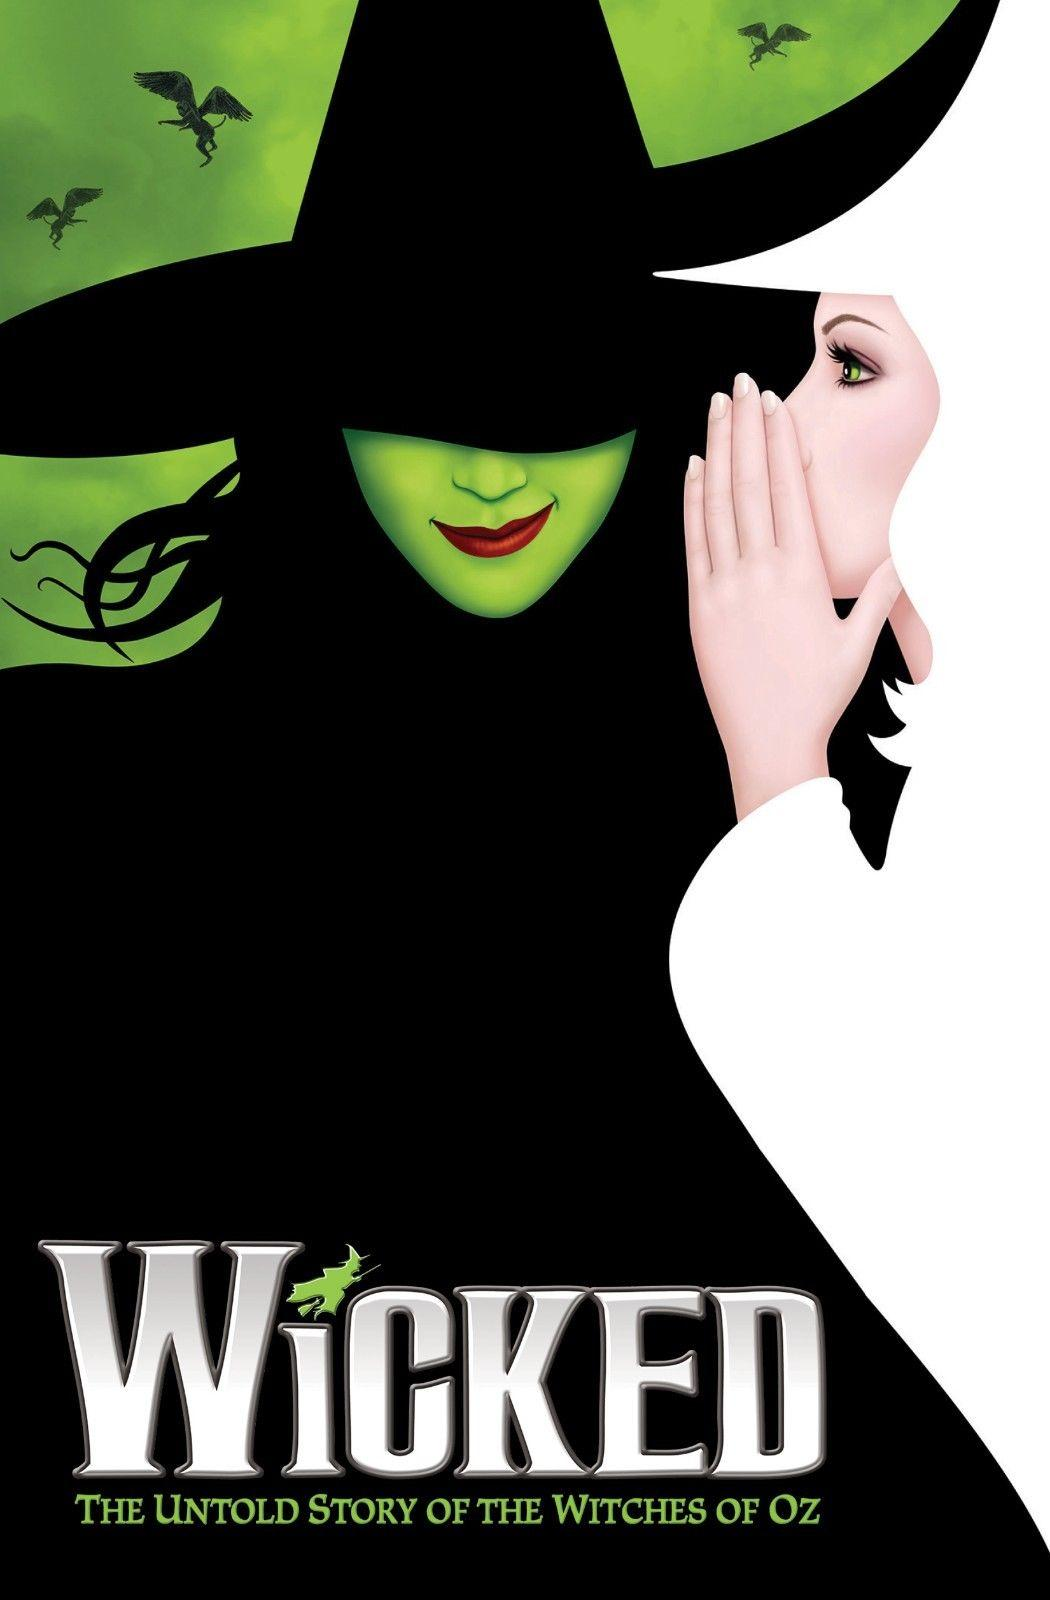 WiCKED
THE UNTOLD STORY OF THE WITCHES OF OZ